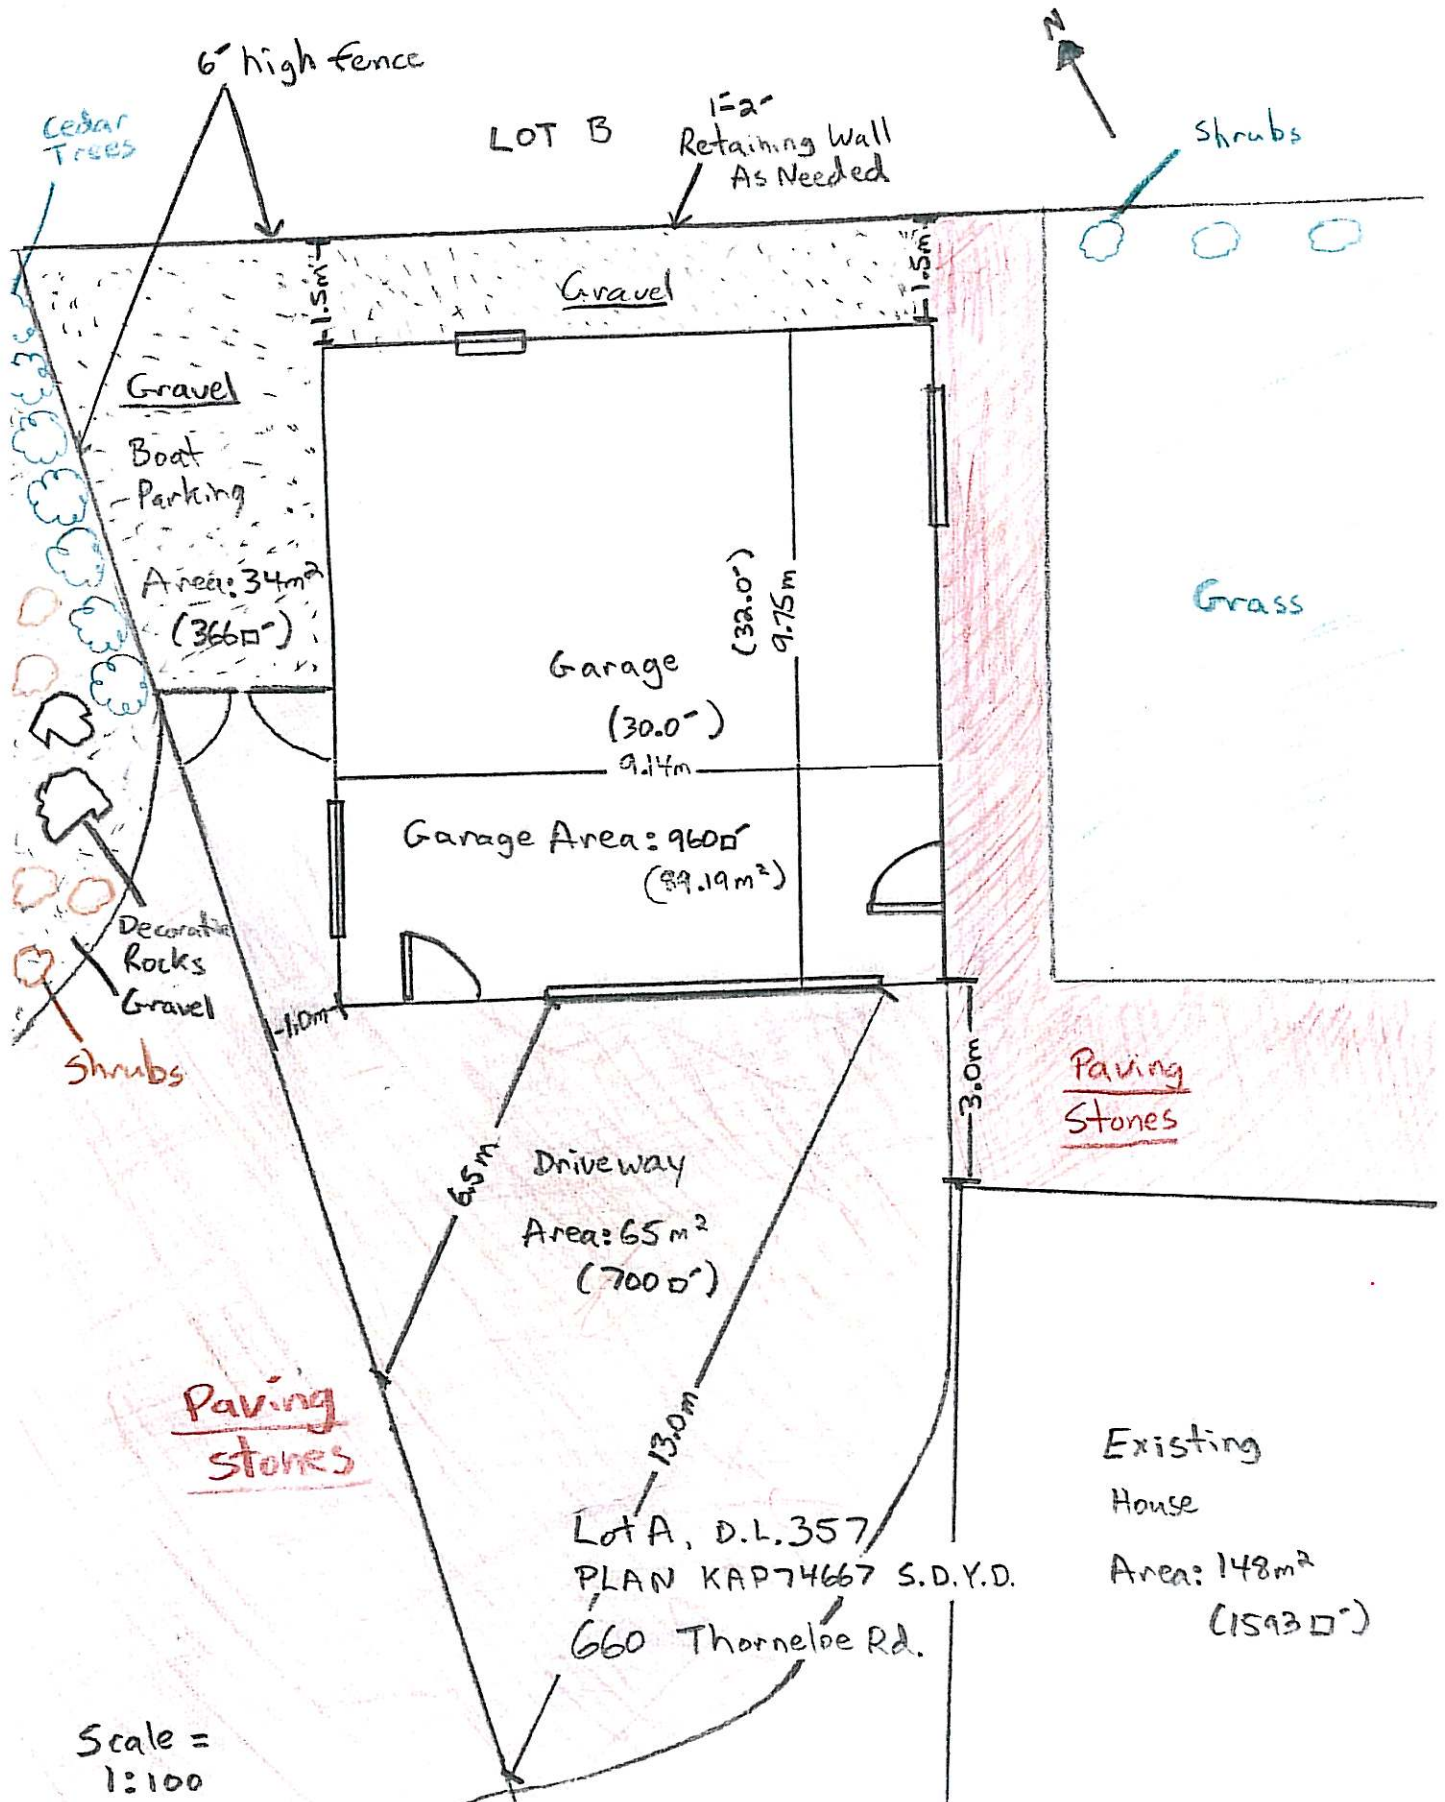 6' high fence
N
Cedar
Trees
LOT B
1'-2'
Retaining Wall
As Needed
Shrubs
1.5m
Gravel
1.5m
Gravel
Boat
Parking
Area: 34m²
(366□')
(32.0')
9.75m
Grass
Garage
(30.0')
9.14m
Garage Area: 960□'
(89.19m²)
Decorative
Rocks
Gravel
1.0m
Shrubs
3.0m
Paving
Stones
6.5m
Driveway
Area: 65m²
(700□')
Paving
Stones
13.0m
Existing
House
Area: 148m²
(1593□')
Lot A, D.L. 357
PLAN KAP74667 S.D.Y.D.
660 Thorneloe Rd.
Scale =
1:100